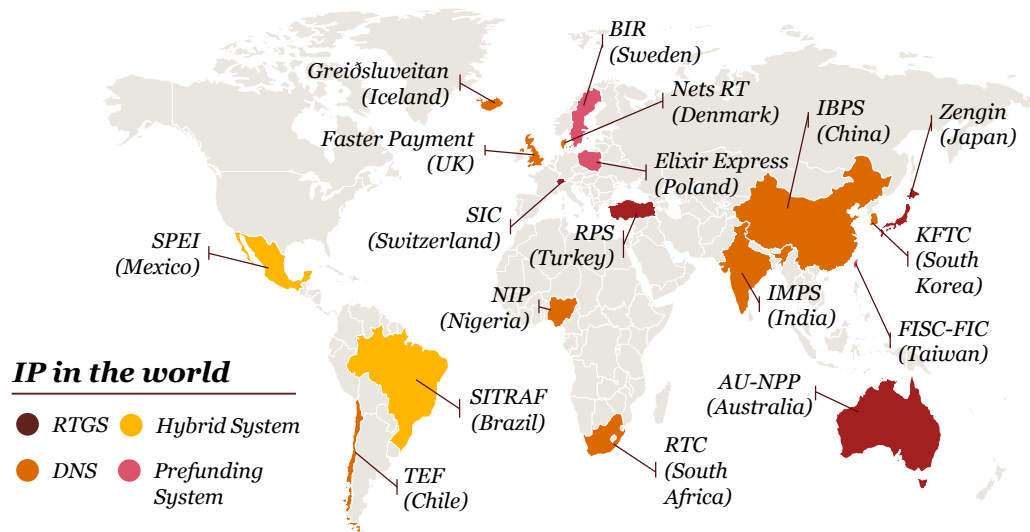 BIR
(Sweden)
Greiðsluveitan
(Iceland)
Nets RT
(Denmark)
IBPS
(China)
Zengin
(Japan)
Faster Payment
(UK)
Elixir Express
(Poland)
SIC
(Switzerland)
RPS
(Turkey)
KFTC
(South
Korea)
SPEI
(Mexico)
NIP
(Nigeria)
IMPS
(India)
FISC-FIC
(Taiwan)
IP in the world
RTGS
Hybrid System
DNS
Prefunding
System
SITRAF
(Brazil)
AU-NPP
(Australia)
TEF
(Chile)
RTC
(South
Africa)